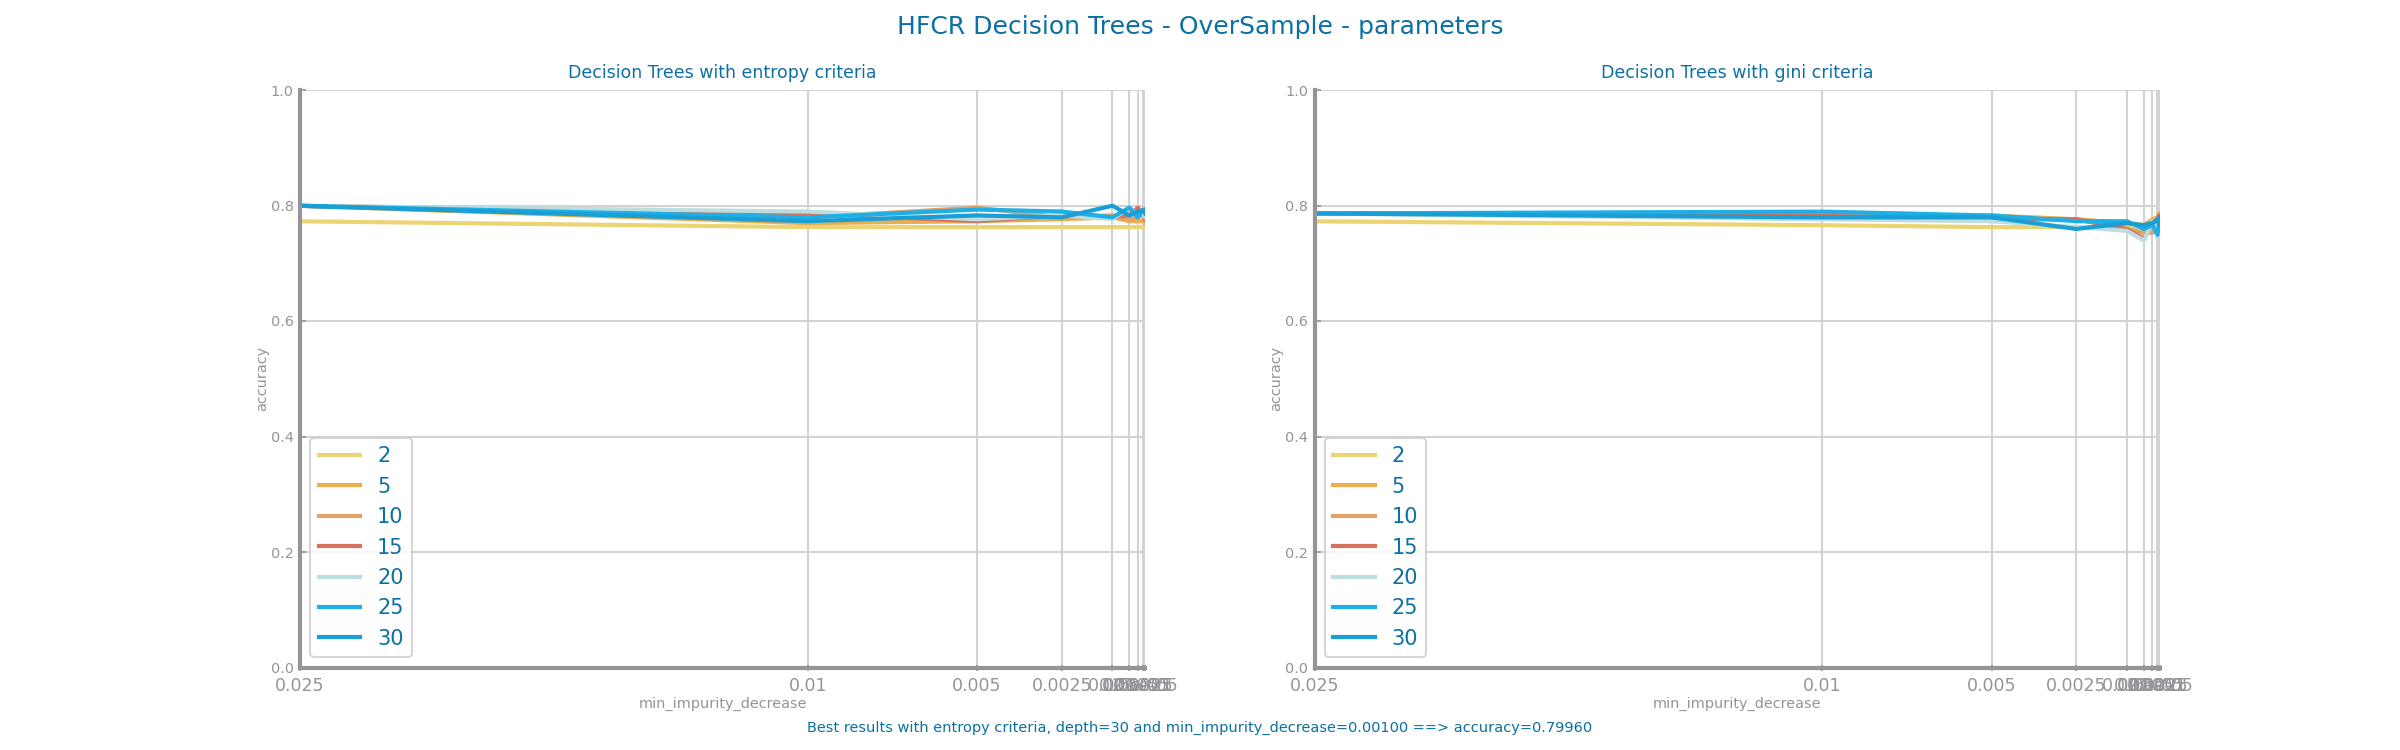 HFCR Decision Trees - OverSample - parameters
Decision Trees with entropy criteria
1.0
0.8
0.6
0.4
0.2
0.0
accuracy
2
5
10
15
20
25
30
0.025 0.01 0.005 0.0025
min_impurity_decrease
Decision Trees with gini criteria
1.0
0.8
0.6
0.4
0.2
0.0
accuracy
2
5
10
15
20
25
30
0.025 0.01 0.005 0.0025
min_impurity_decrease
Best results with entropy criteria, depth=30 and min_impurity_decrease=0.00100 ==> accuracy=0.79960